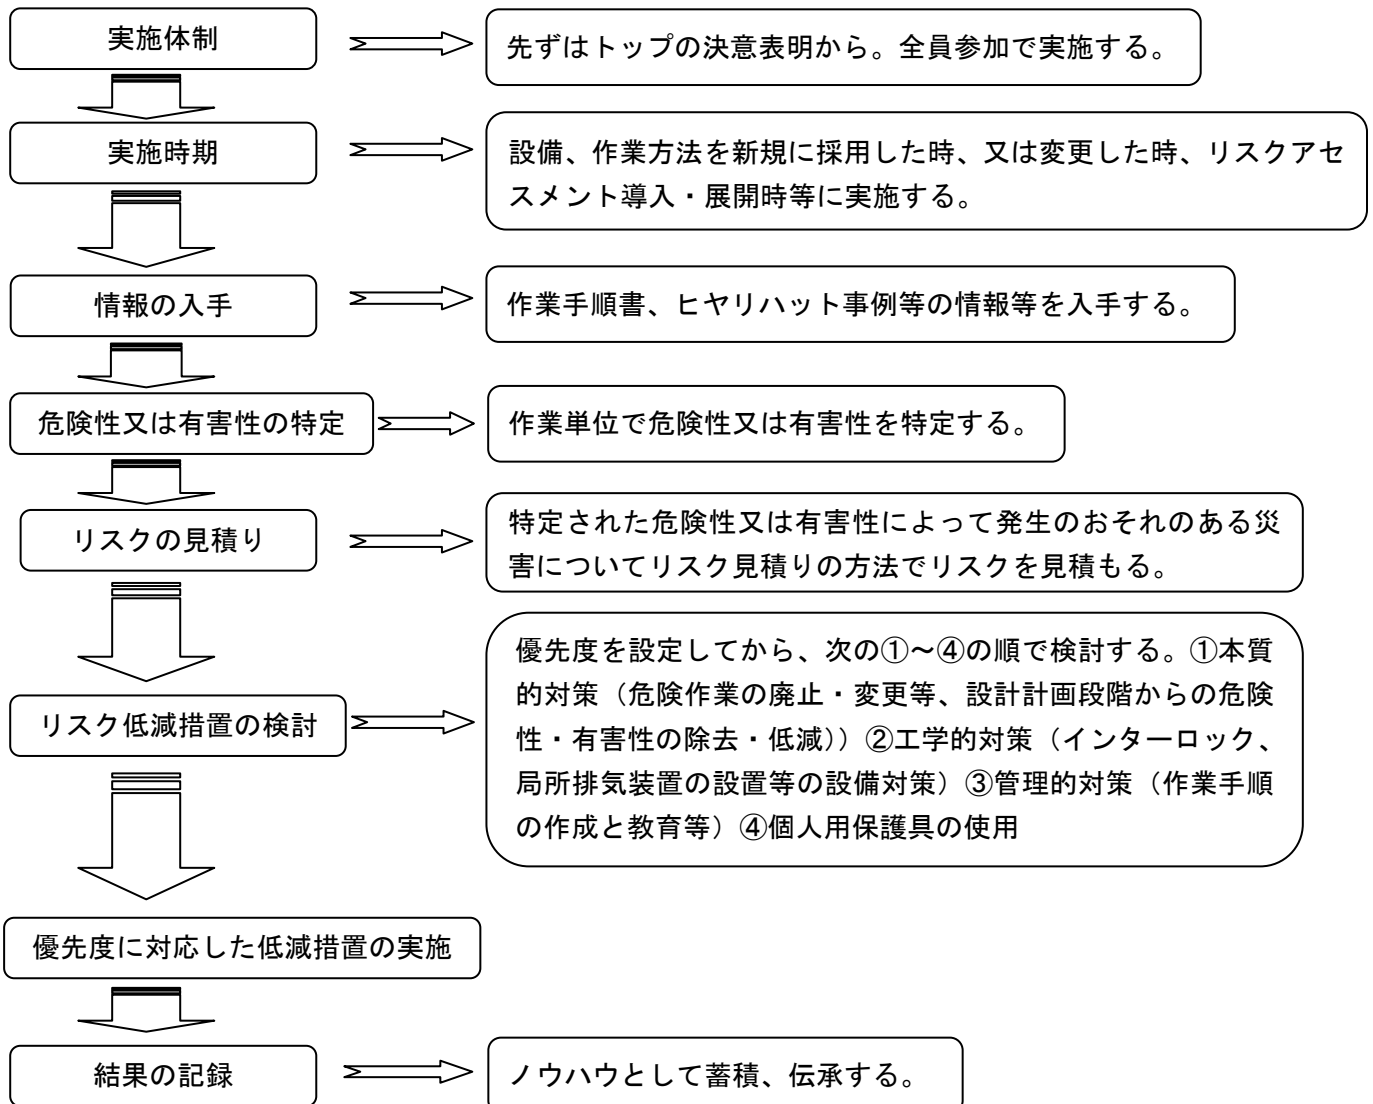 実施体制
先ずはトップの決意表明から。全員参加で実施する。
実施時期
設備、作業方法を新規に採用した時、又は変更した時、リスクアセ
スメント導入・展開時等に実施する。
情報の入手
作業手順書、ヒヤリハット事例等の情報等を入手する。
危険性又は有害性の特定
作業単位で危険性又は有害性を特定する。
リスクの見積り
特定された危険性又は有害性によって発生のおそれのある災
害についてリスク見積りの方法でリスクを見積もる。
リスク低減措置の検討
優先度を設定してから、次の①～④の順で検討する。①本質
的対策（危険作業の廃止・変更等、設計計画段階からの危険
性・有害性の除去・低減））②工学的対策（インターロック、
局所排気装置の設置等の設備対策）③管理的対策（作業手順
の作成と教育等）④個人用保護具の使用
優先度に対応した低減措置の実施
結果の記録
ノウハウとして蓄積、伝承する。